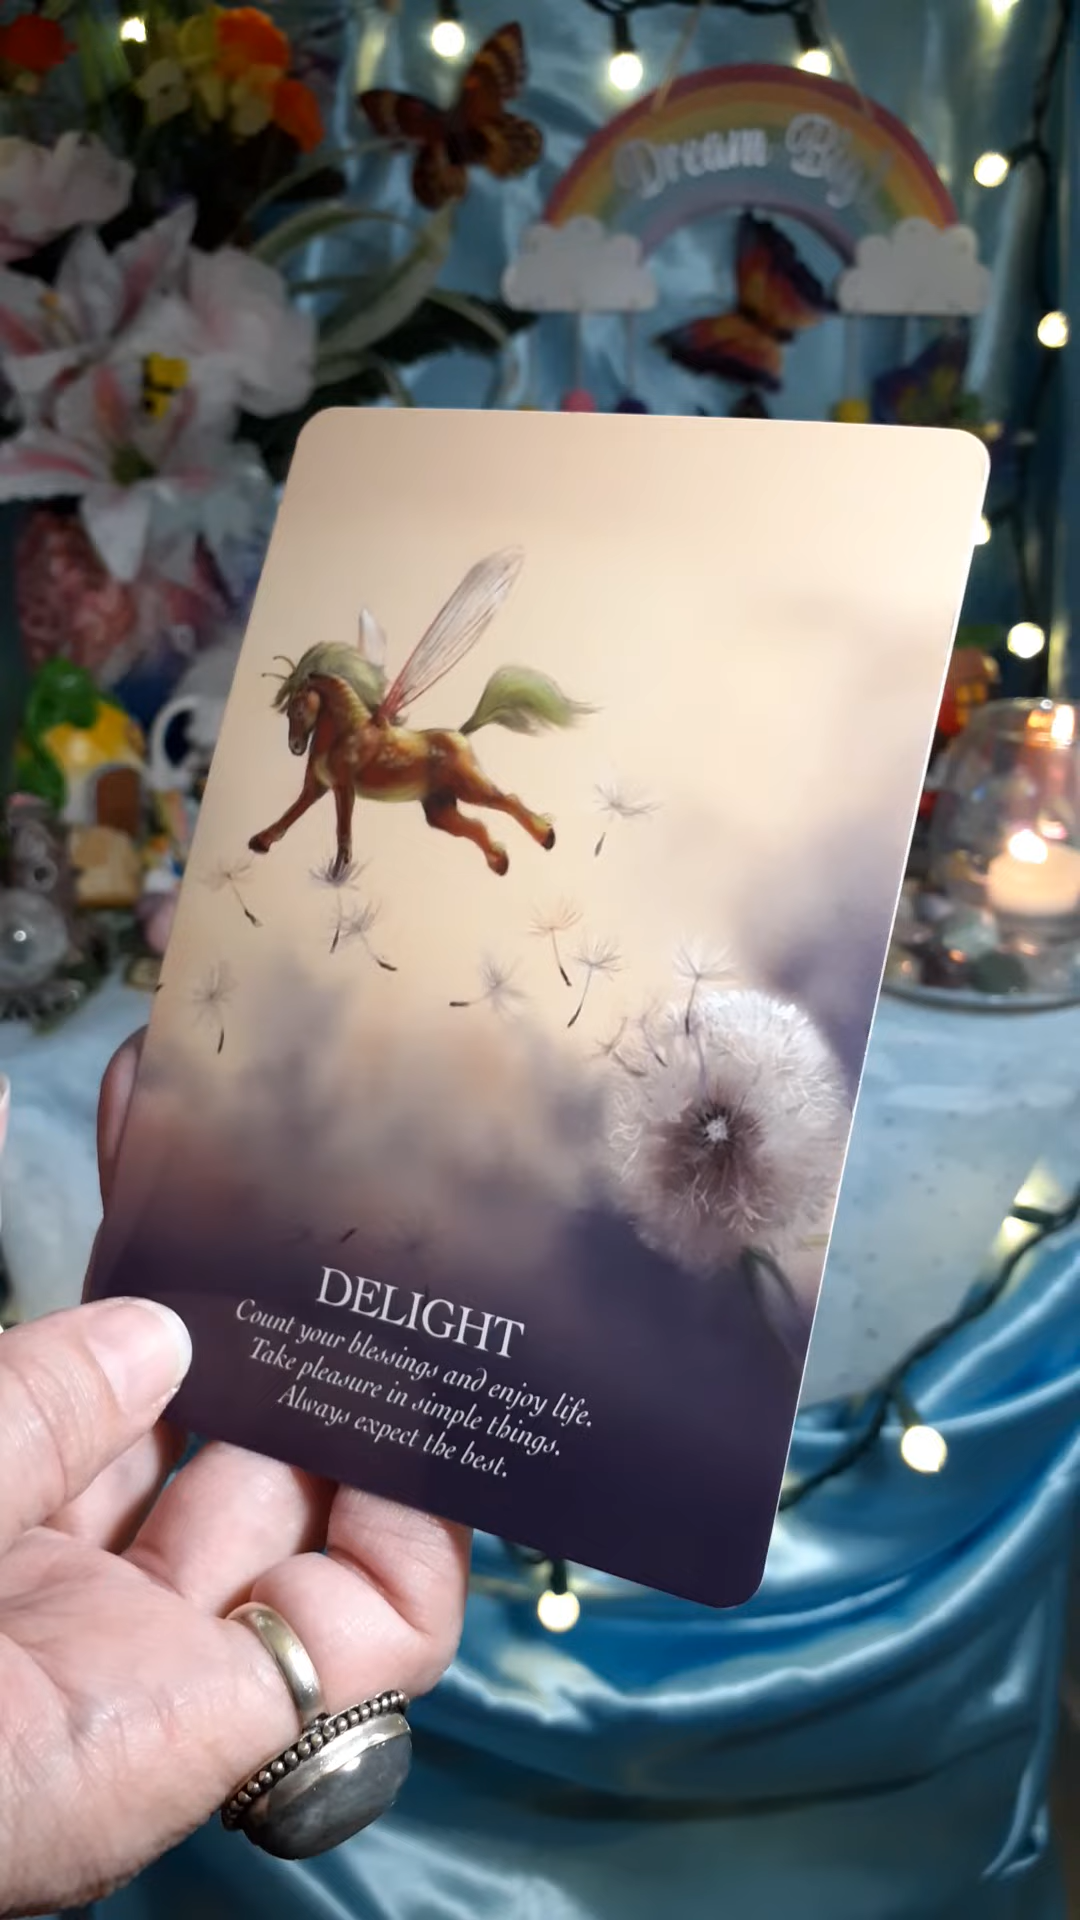 Dream Big
DELIGHT
Count your blessings and enjoy life.
Take pleasure in simple things.
Always expect the best.